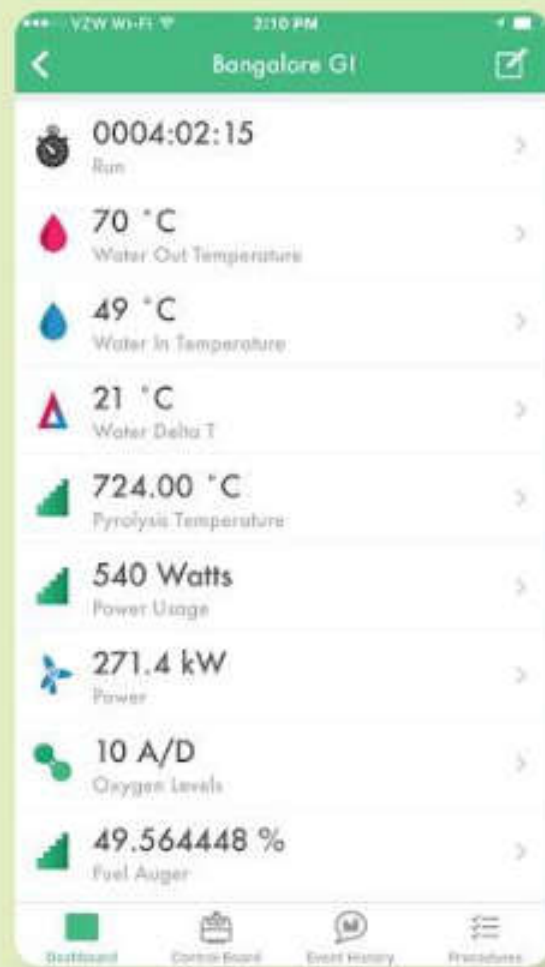 VZW Wi-Fi 2:10 PM
Bangalore GI
0004:02:15
Run
70 °C
Water Out Temperature
49 °C
Water In Temperature
21 °C
Water Delta T
724.00 °C
Pyrolysis Temperature
540 Watts
Power Usage
271.4 kW
Power
10 A/D
Oxygen Levels
49.564448 %
Fuel Auger
Dashboard Control Board Event History Procedures